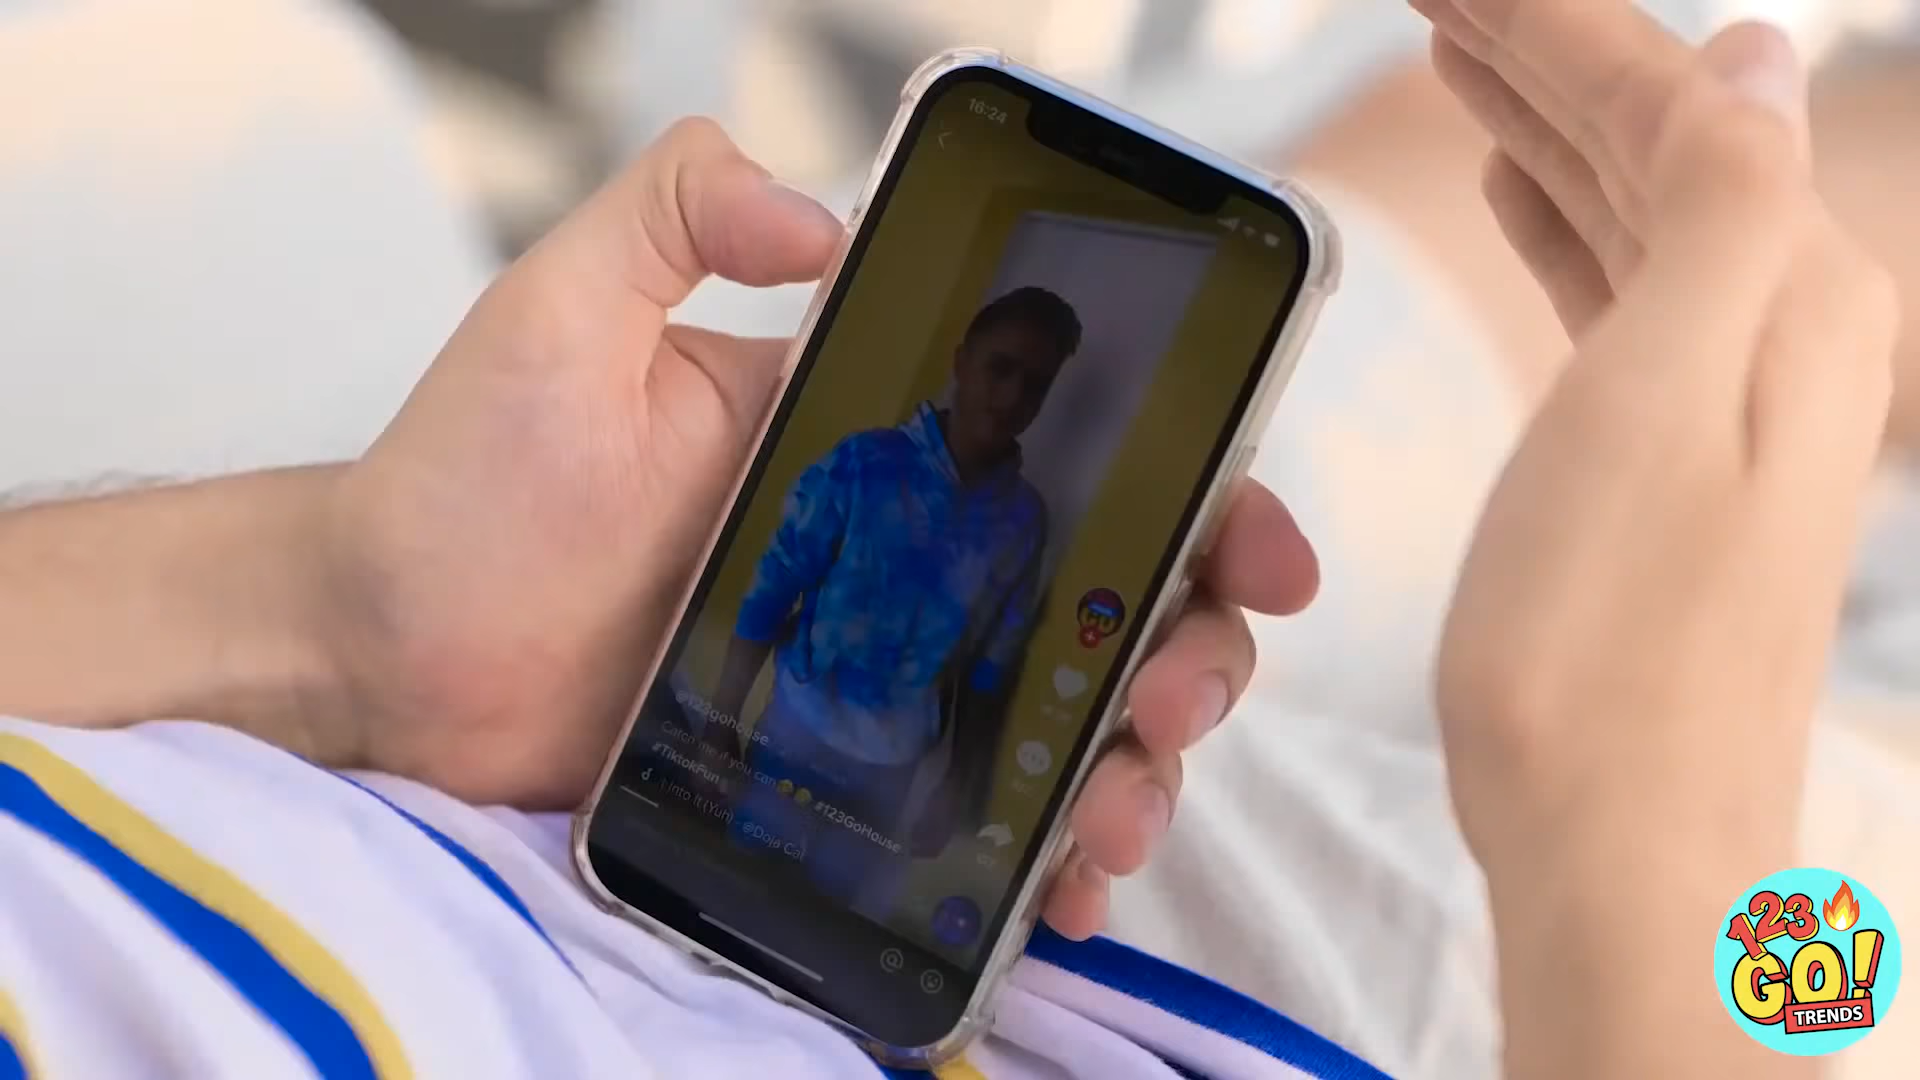 16:24
@123gohouse
Catch me if you can 😜😜 #123GoHouse
#TiktokFun
t Into It (Yuh) - @Doja Cat
123
GO!
TRENDS